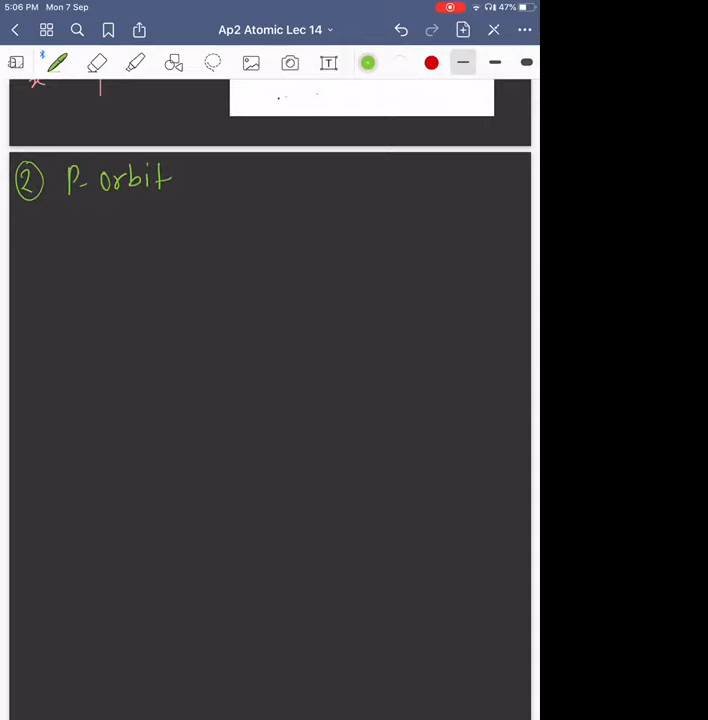 5:06 PM Mon 7 Sep 47%
Ap2 Atomic Lec 14
T
x
② P- orbit